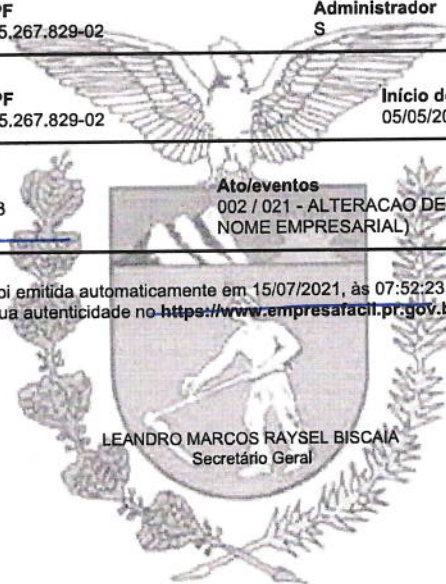 PF Administrador
5.267.829-02 S
PF Início do
5.267.829-02 05/05/20
Ato/eventos
3 002 / 021 - ALTERACAO DE
NOME EMPRESARIAL)
oi emitida automaticamente em 15/07/2021, às 07:52:23
ua autenticidade no https://www.empresafacil.pr.gov.b
LEANDRO MARCOS RAYSEL BISCAIA
Secretário Geral